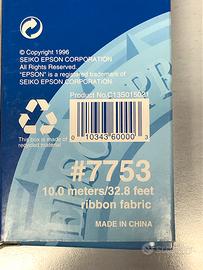 © Copyright 1996
SEIKO EPSON CORPORATION
All Rights Reserved.
"EPSON" is a registered trademark of
SEIKO EPSON CORPORATION
Product No. C13S015021
0 10343 60000 3
This box is made of
recycled material
#7753
10.0 meters/32.8 feet
ribbon fabric
MADE IN CHINA